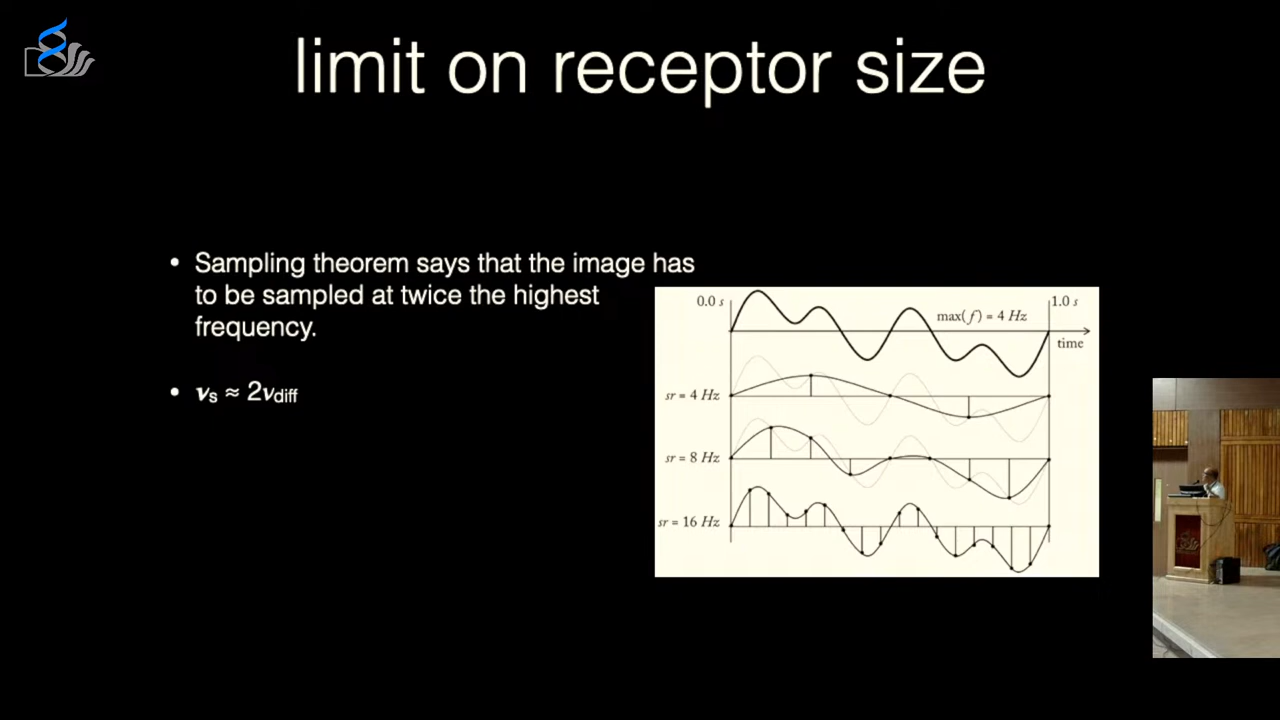 limit on receptor size
• Sampling theorem says that the image has
to be sampled at twice the highest
frequency.
• νs ≈ 2νdiff
0.0 s
1.0 s
max(f) = 4 Hz
time
sr = 4 Hz
sr = 8 Hz
sr = 16 Hz